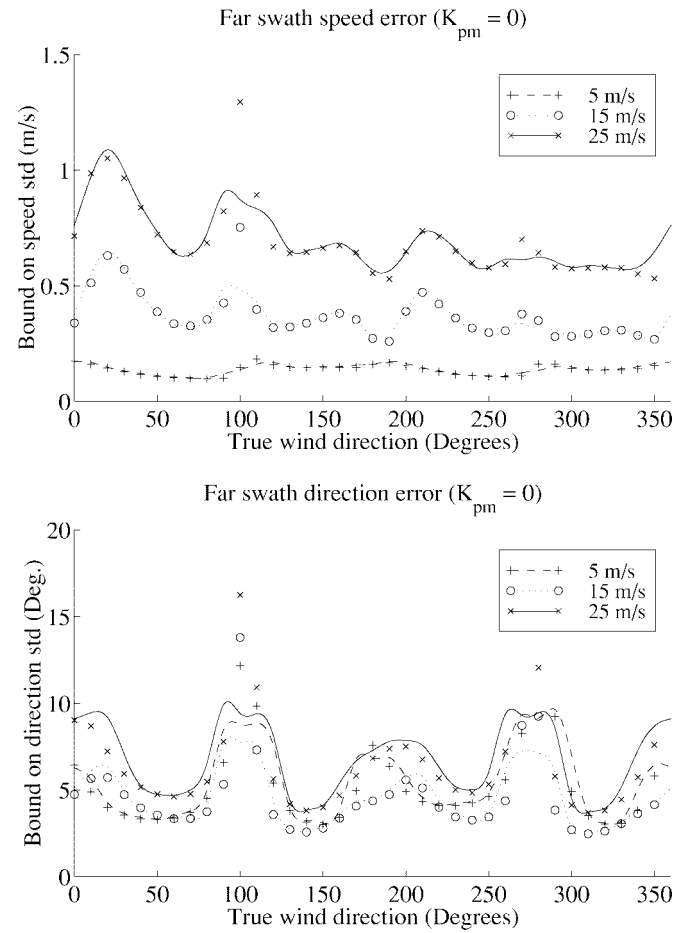 Far swath speed error (Kpm = 0)
1.5
1
0.5
0
Bound on speed std (m/s)
5 m/s
15 m/s
25 m/s
0 50 100 150 200 250 300 350
True wind direction (Degrees)
Far swath direction error (Kpm = 0)
20
15
10
5
0
Bound on direction std (Deg.)
5 m/s
15 m/s
25 m/s
0 50 100 150 200 250 300 350
True wind direction (Degrees)